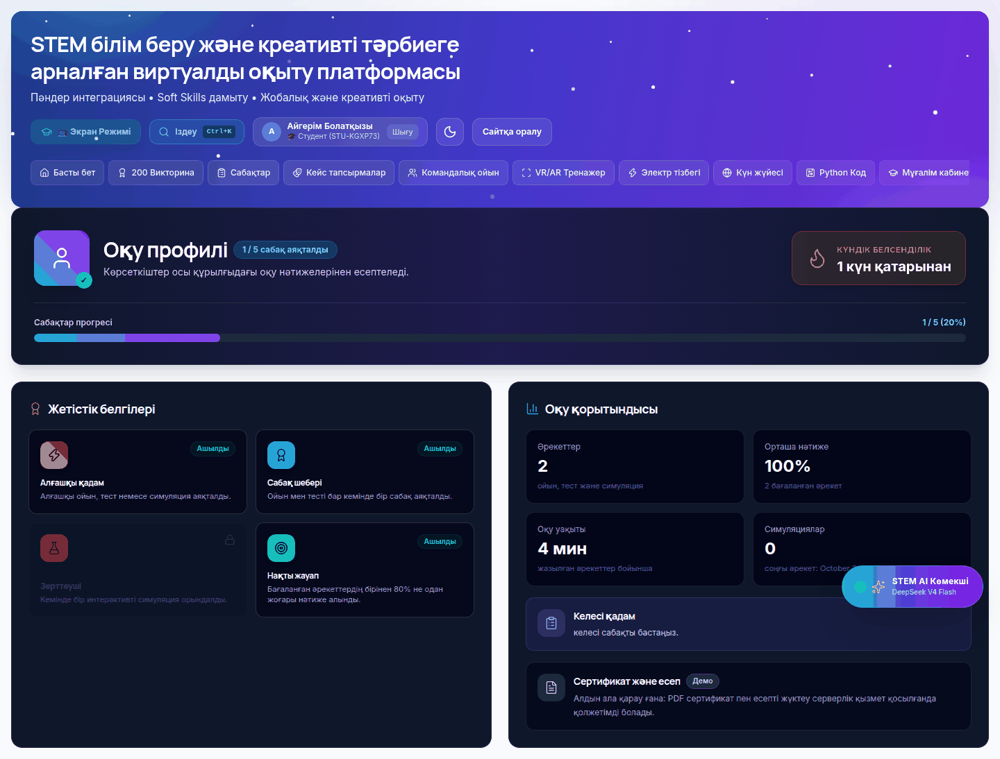 STEM білім беру және креативті тәрбиеге
арналған виртуалды оқыту платформасы
Пәндер интеграциясы • Soft Skills дамыту • Жобалық және креативті оқыту
Экран Режимі
Іздеу Ctrl+K
A
Айгерім Болатқызы
🎓 Студент (STU-KGXP73)
Шығу
Сайтқа оралу
Басты бет
200 Викторина
Сабақтар
Кейс тапсырмалар
Командалық ойын
VR/AR Тренажер
Электр тізбегі
Күн жүйесі
Python Код
Мұғалім
Оқу профилі
1 / 5 сабақ аяқталды
Көрсеткіштер осы құрылғыдағы оқу нәтижелерінен есептеледі.
КҮНДІК БЕЛСЕНДІЛІК
1 күн қатарынан
Сабақтар прогресі
1 / 5 (20%)
Жетістік белгілері
Ашылды
Алғашқы қадам
Алғашқы ойын, тест немесе симуляция аяқталды.
Ашылды
Сабақ шебері
Ойын мен тесті бар кемінде бір сабақ аяқталды.
Зерттеуші
Кемінде бір интерактивті симуляция орындалды.
Ашылды
Нақты жауап
Бағаланған әрекеттердің бірінен 80% не одан
жоғары нәтиже алынды.
Оқу қорытындысы
Әрекеттер
2
ойын, тест және симуляция
Орташа нәтиже
100%
2 бағаланған әрекет
Оқу уақыты
4 мин
жазылған әрекеттер бойынша
Симуляциялар
0
соңғы әрекет: October
STEM AI Көмекші
DeepSeek V4 Flash
Келесі қадам
келесі сабақты бастаңыз.
Сертификат және есеп
Демо
Алдын ала қарау ғана: PDF сертификат пен есепті жүктеу серверлік қызмет қосылғанда
қолжетімді болады.